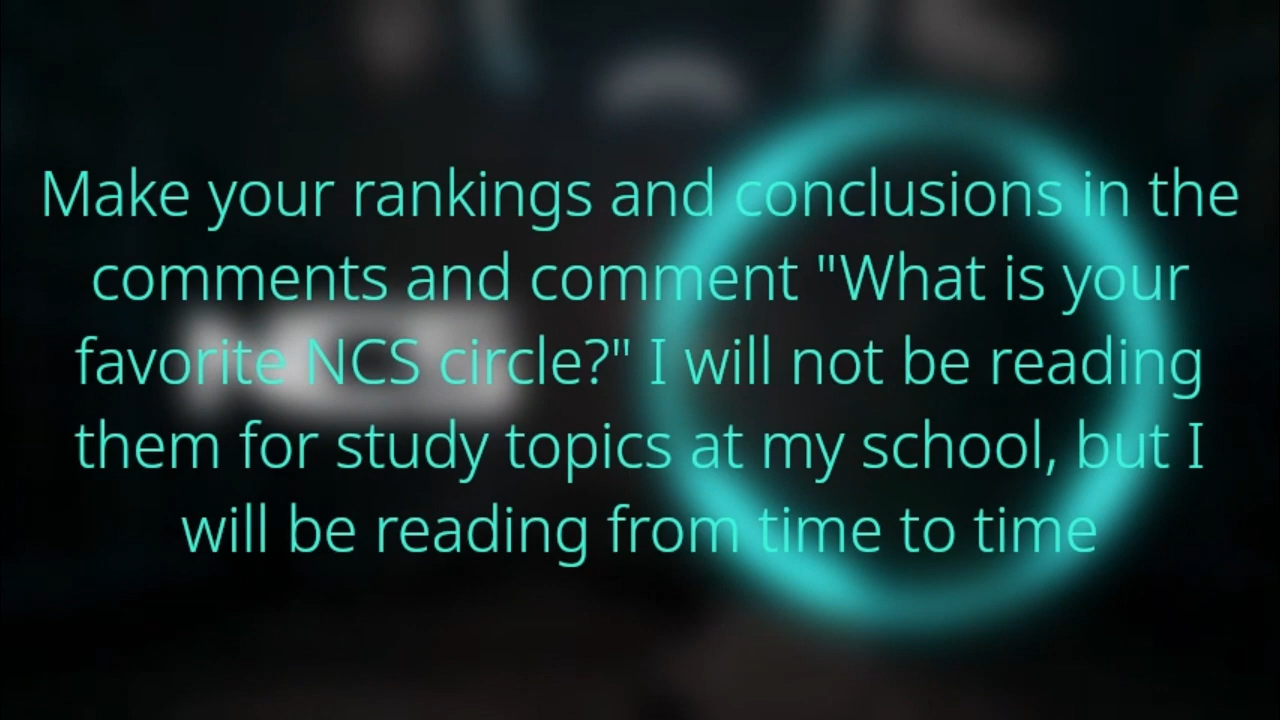 Make your rankings and conclusions in the
comments and comment "What is your
favorite NCS circle?" I will not be reading
them for study topics at my school, but I
will be reading from time to time